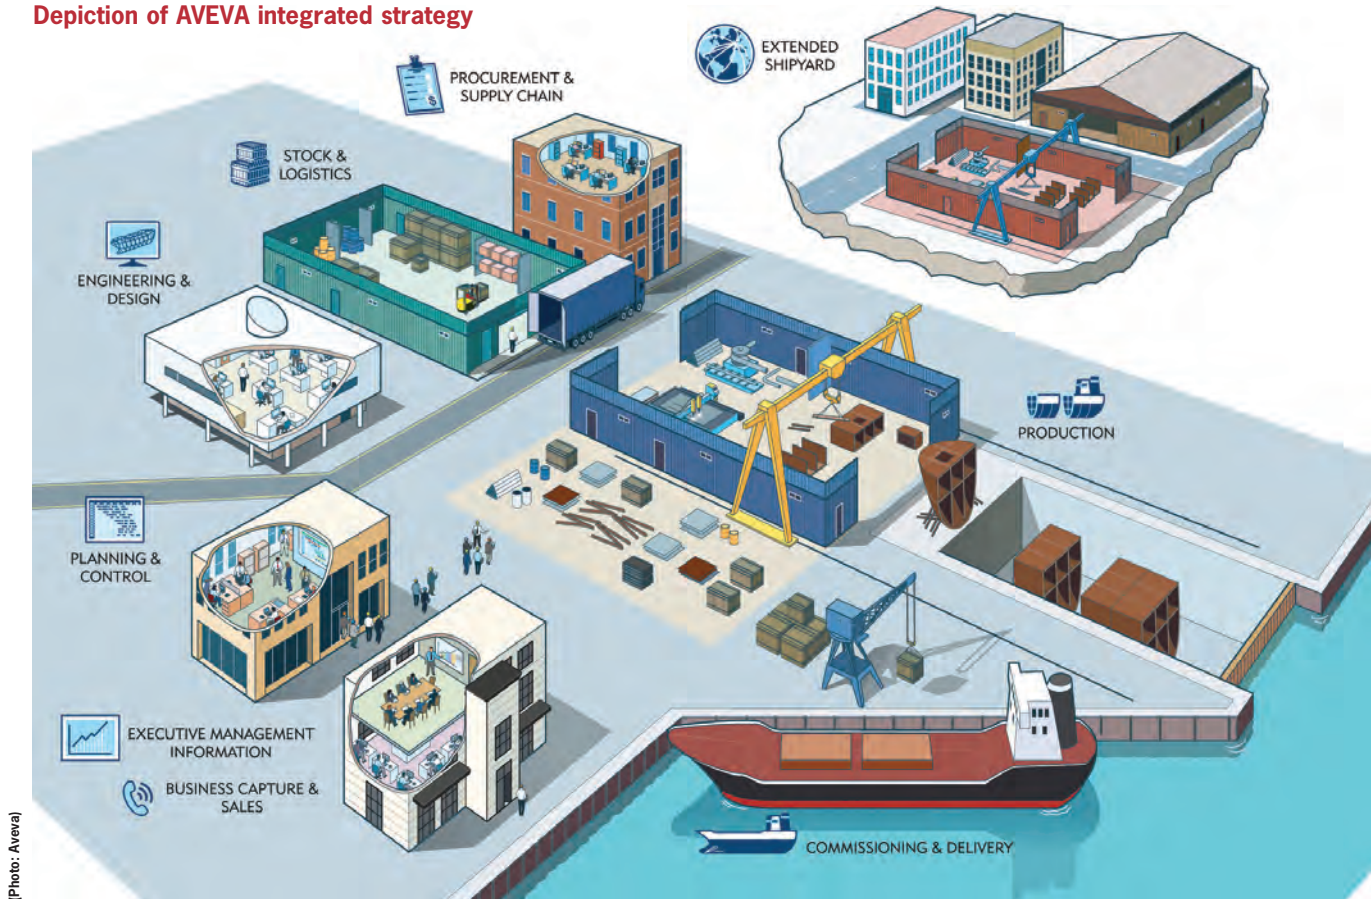 Depiction of AVEVA integrated strategy
EXTENDED
SHIPYARD
PROCUREMENT &
SUPPLY CHAIN
STOCK &
LOGISTICS
ENGINEERING &
DESIGN
PRODUCTION
PLANNING &
CONTROL
EXECUTIVE MANAGEMENT
INFORMATION
BUSINESS CAPTURE &
SALES
COMMISSIONING & DELIVERY
(Photo: Aveva)